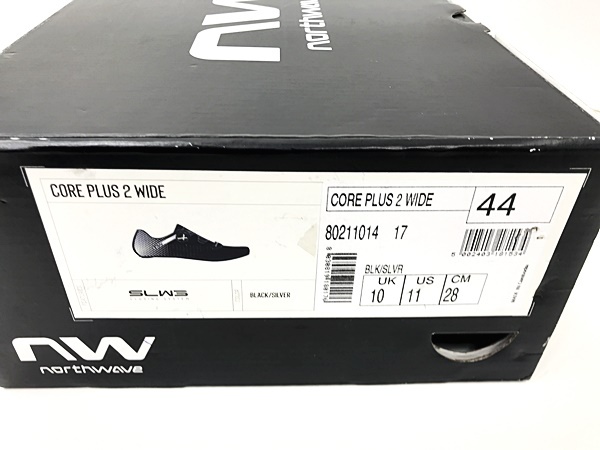 NW
northwave
CORE PLUS 2 WIDE
SLW3
BLACK/SILVER
CORE PLUS 2 WIDE
44
80211014 17
BLK/SLVR
UK US CM
10 11 28
NW
northwave